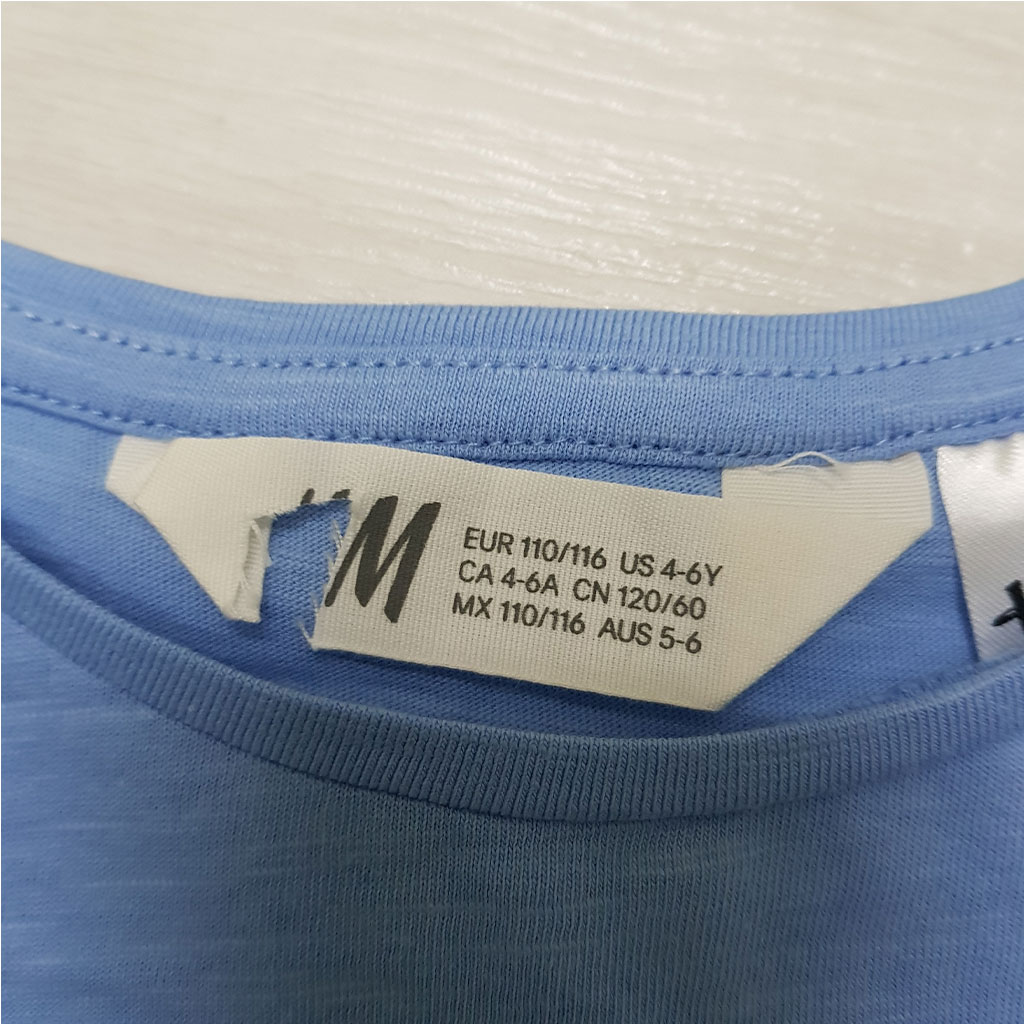 M
EUR 110/116 US 4-6Y
CA 4-6A CN 120/60
MX 110/116 AUS 5-6